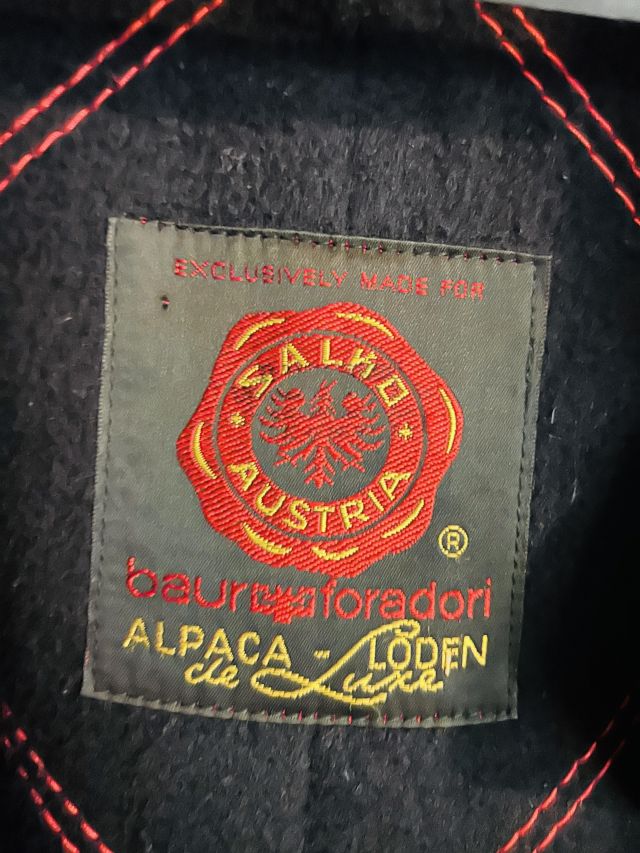 EXCLUSIVELY MADE FOR
SALKO
AUSTRIA
®
baur foradori
ALPACA - LODEN
de Luxe